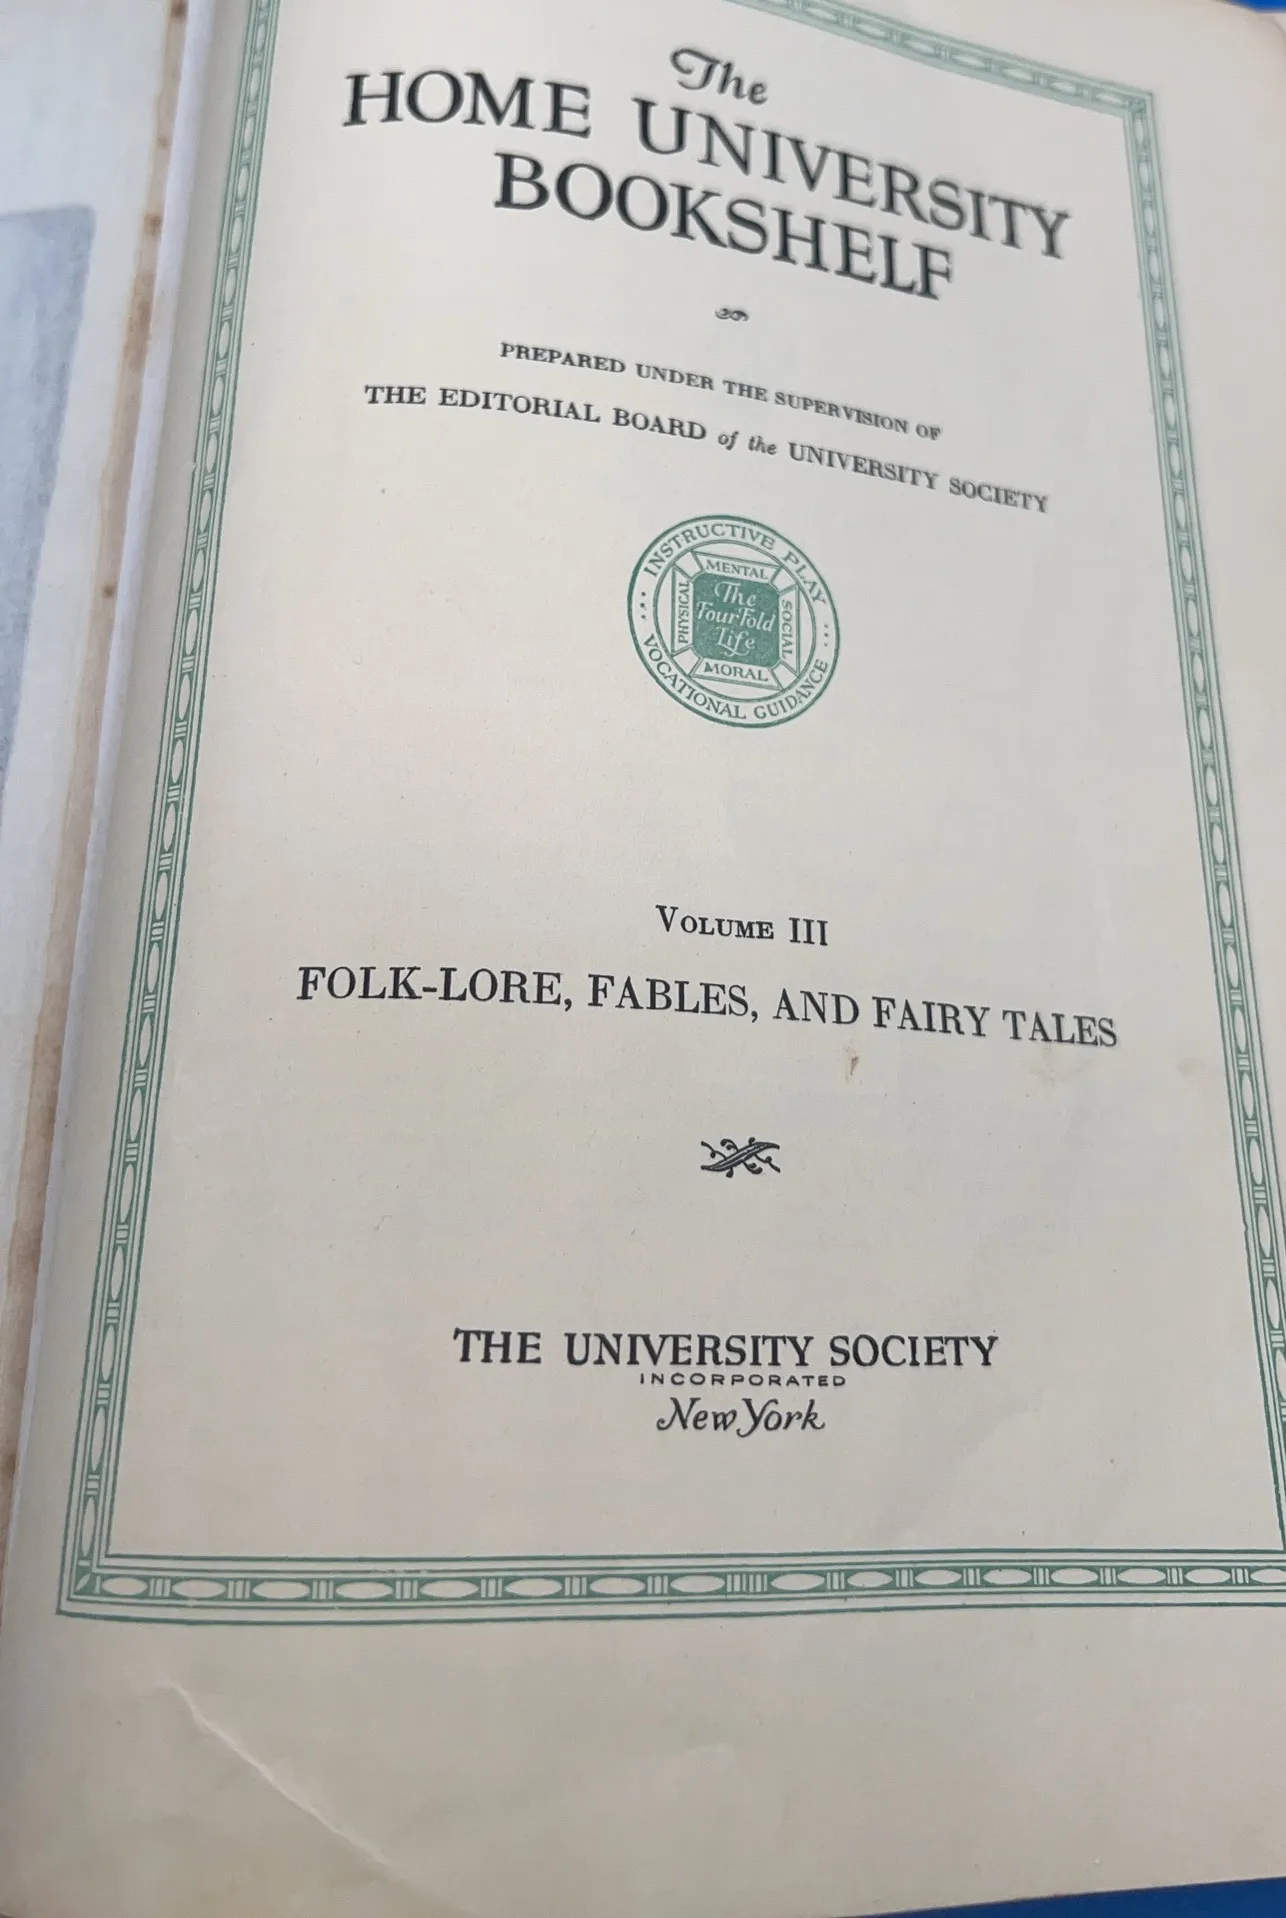 The
HOME UNIVERSITY
BOOKSHELF
PREPARED UNDER THE SUPERVISION OF
THE EDITORIAL BOARD of the UNIVERSITY SOCIETY
INSTRUCTIVE PLAY
MENTAL
PHYSICAL
The
FourFold
Life
SOCIAL
MORAL
VOCATIONAL GUIDANCE
VOLUME III
FOLK-LORE, FABLES, AND FAIRY TALES
THE UNIVERSITY SOCIETY
INCORPORATED
New York